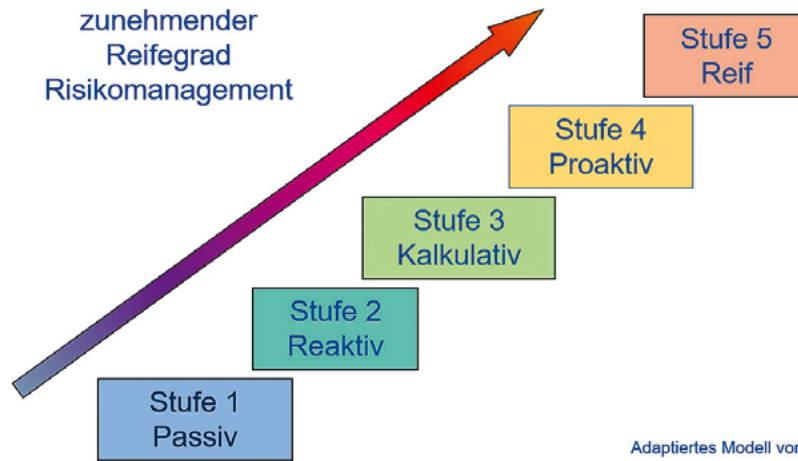 zunehmender
Reifegrad
Risikomanagement
Stufe 5
Reif
Stufe 4
Proaktiv
Stufe 3
Kalkulativ
Stufe 2
Reaktiv
Stufe 1
Passiv
Adaptiertes Modell von